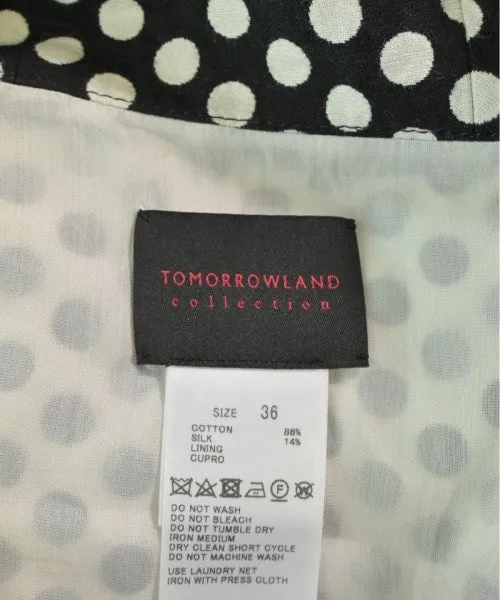 TOMORROWLAND
collection
SIZE 36
COTTON 86%
SILK 14%
LINING
CUPRO
DO NOT WASH
DO NOT BLEACH
DO NOT TUMBLE DRY
IRON MEDIUM
DRY CLEAN SHORT CYCLE
DO NOT MACHINE WASH
USE LAUNDRY NET
IRON WITH PRESS CLOTH